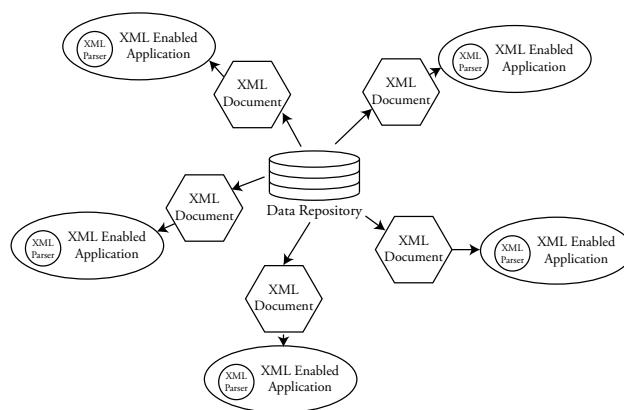 XML Enabled
Application
XML
Parser
XML
Document
XML Enabled
Application
XML
Parser
XML
Document
XML
Document
XML Enabled
Application
XML
Parser
Data Repository
XML
Document
XML Enabled
Application
XML
Parser
XML
Document
XML Enabled
Application
XML
Parser